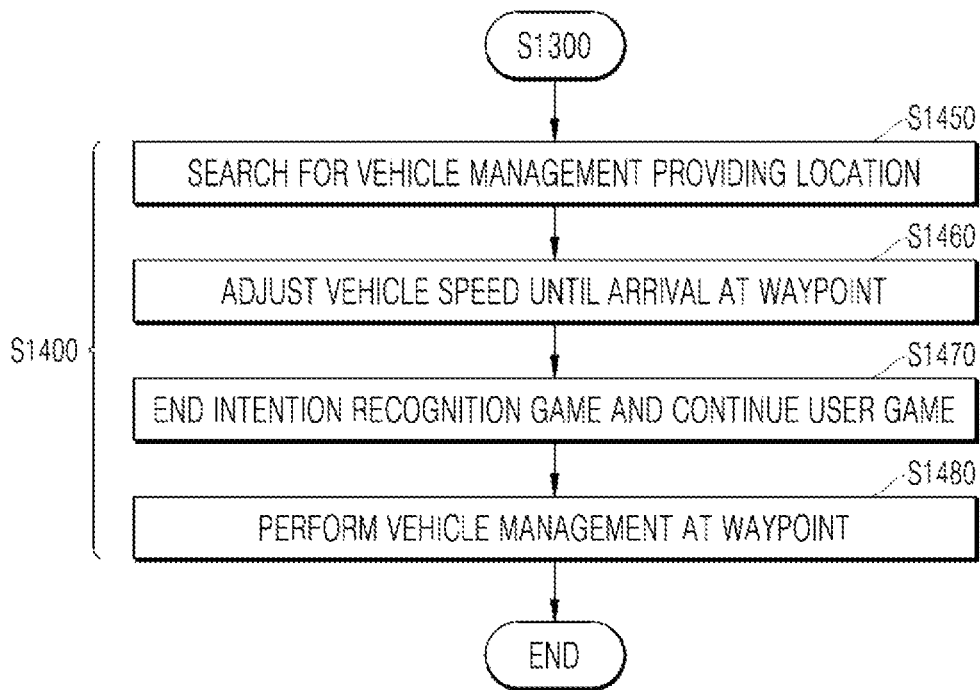 S1300
S1450
SEARCH FOR VEHICLE MANAGEMENT PROVIDING LOCATION
S1460
ADJUST VEHICLE SPEED UNTIL ARRIVAL AT WAYPOINT
S1400
S1470
END INTENTION RECOGNITION GAME AND CONTINUE USER GAME
S1480
PERFORM VEHICLE MANAGEMENT AT WAYPOINT
END